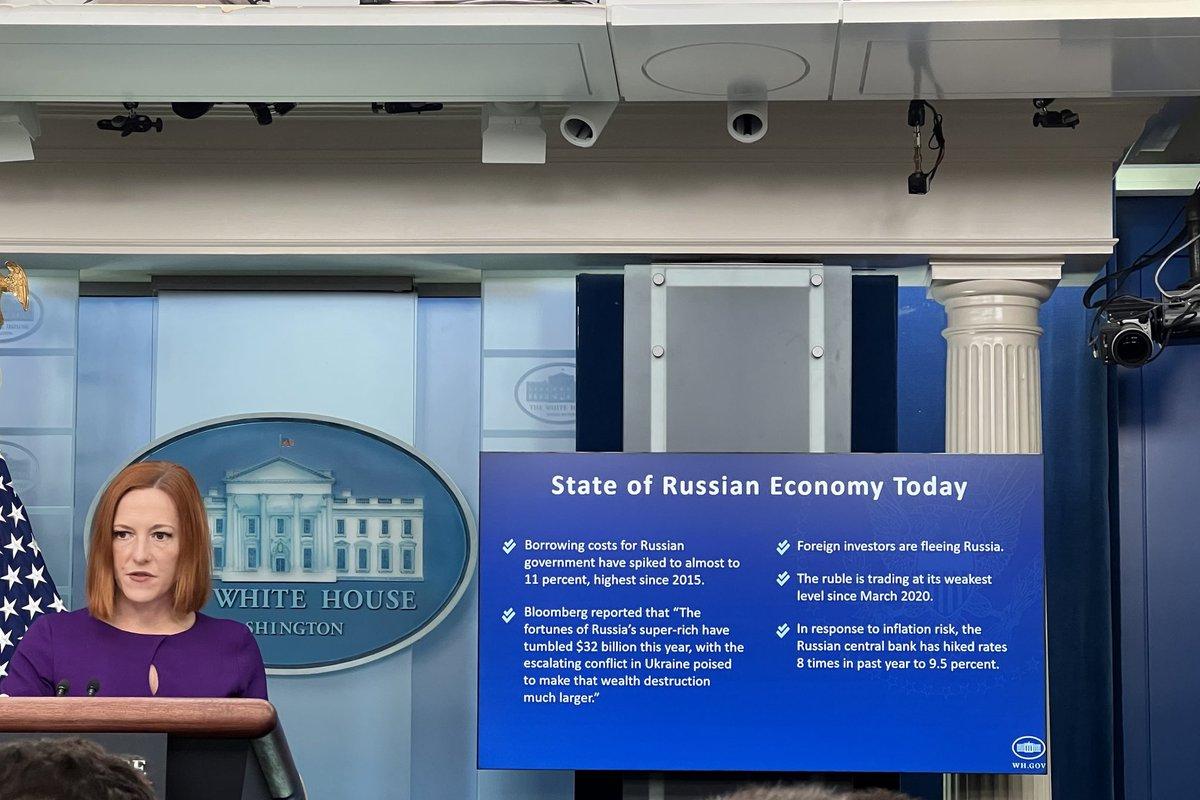 THE WHITE HOUSE
WHITE HOUSE
State of Russian Economy Today
Borrowing costs for Russian
government have spiked to almost to
11 percent, highest since 2015.
Bloomberg reported that “The
fortunes of Russia’s super-rich have
tumbled $32 billion this year, with the
escalating conflict in Ukraine poised
to make that wealth destruction
much larger.”
Foreign investors are fleeing Russia.
The ruble is trading at its weakest
level since March 2020.
In response to inflation risk, the
Russian central bank has hiked rates
8 times in past year to 9.5 percent.
WH.GOV